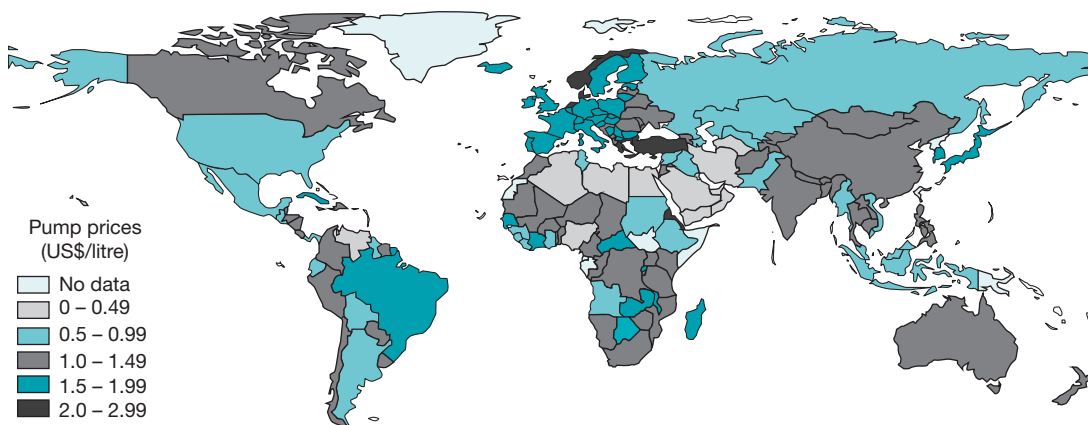 Pump prices
(US$/litre)
No data
0 – 0.49
0.5 – 0.99
1.0 – 1.49
1.5 – 1.99
2.0 – 2.99